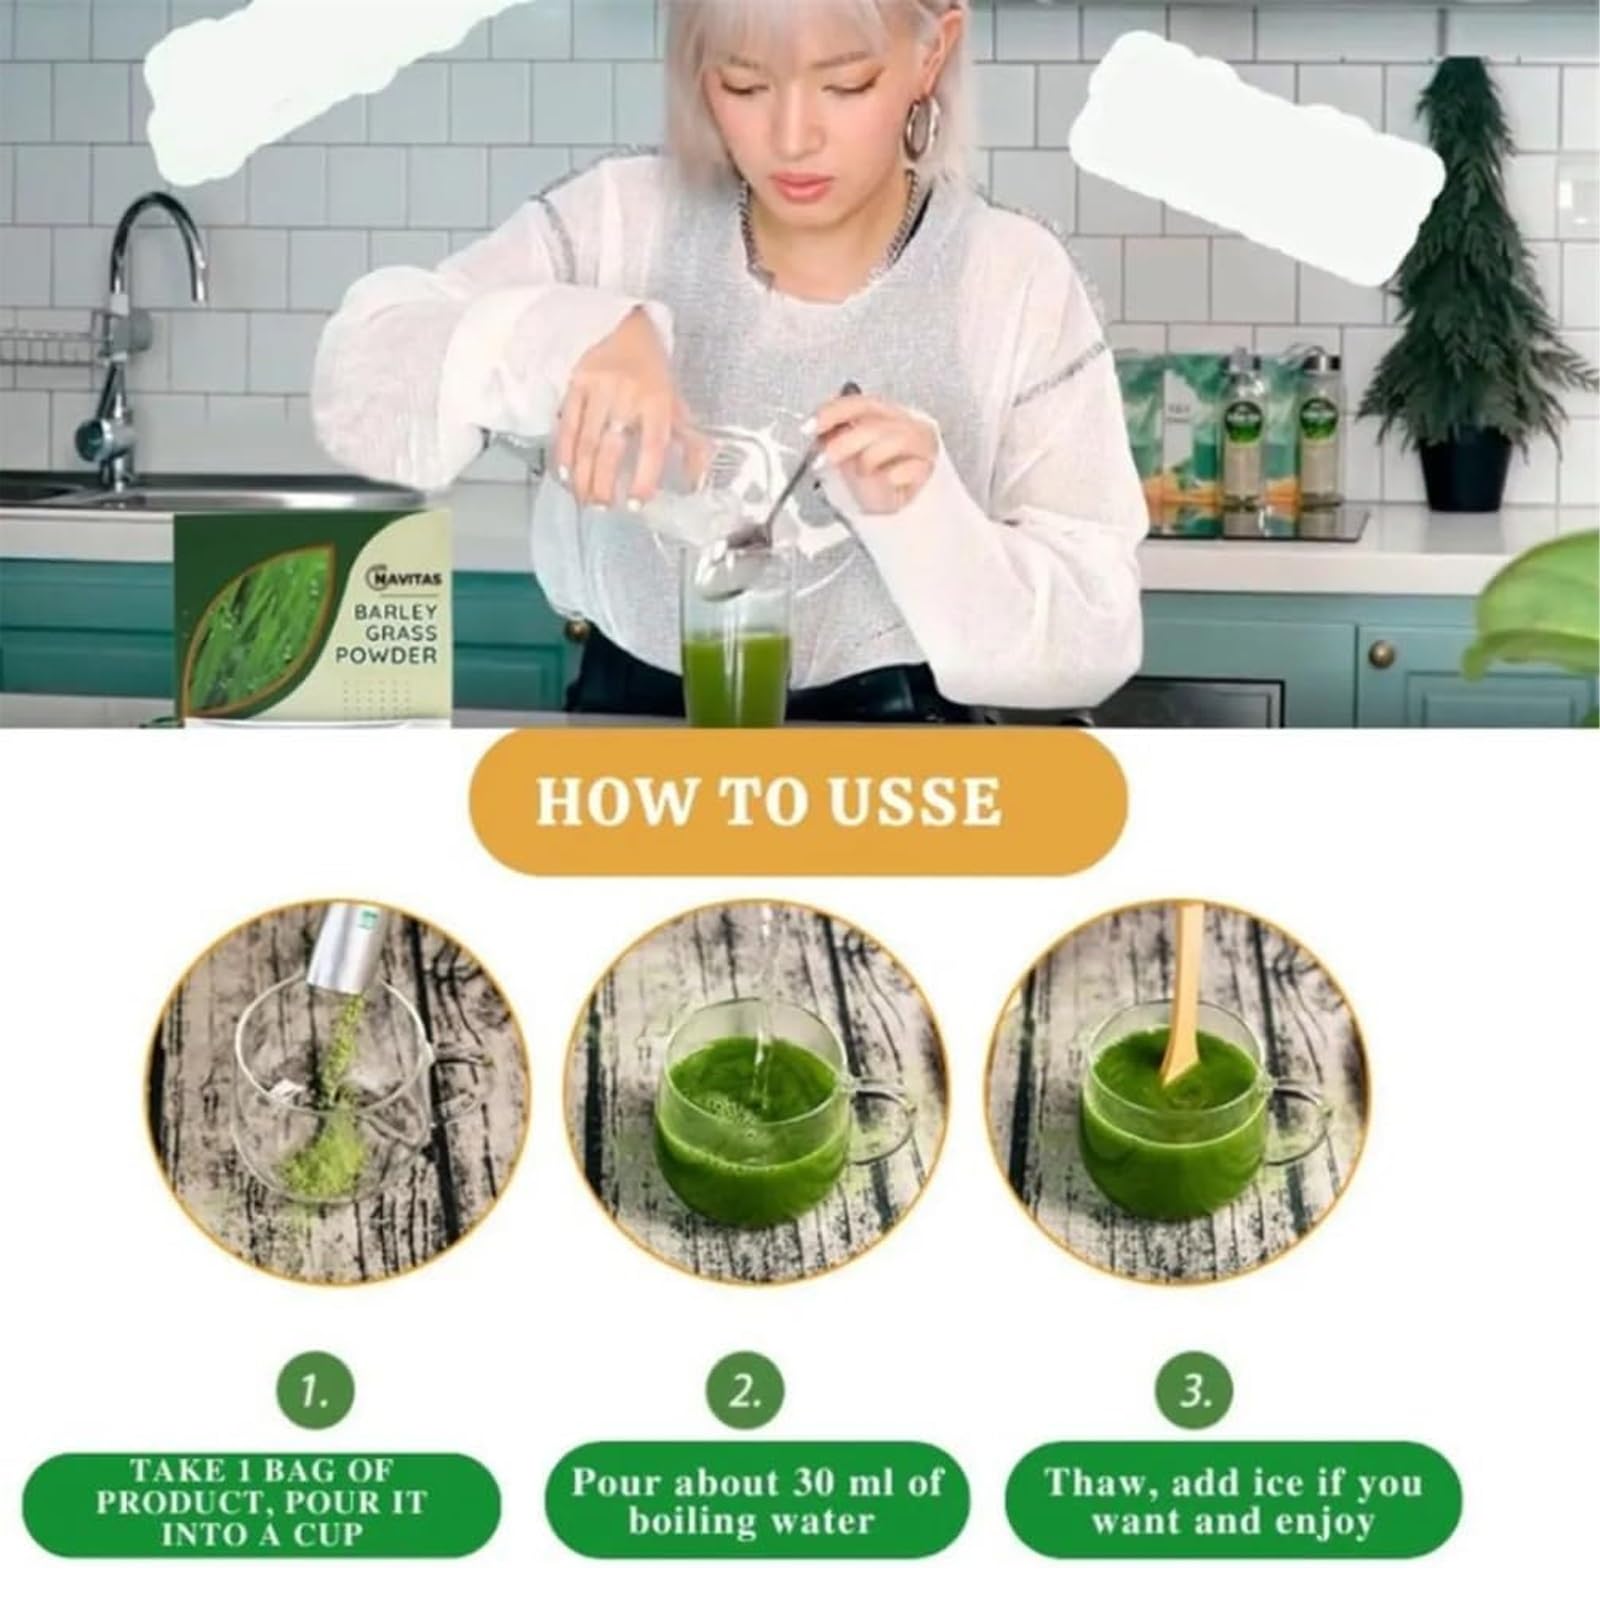 NAVITAS
BARLEY
GRASS
POWDER
HOW TO USSE
1.
TAKE 1 BAG OF
PRODUCT, POUR IT
INTO A CUP
2.
Pour about 30 ml of
boiling water
3.
Thaw, add ice if you
want and enjoy